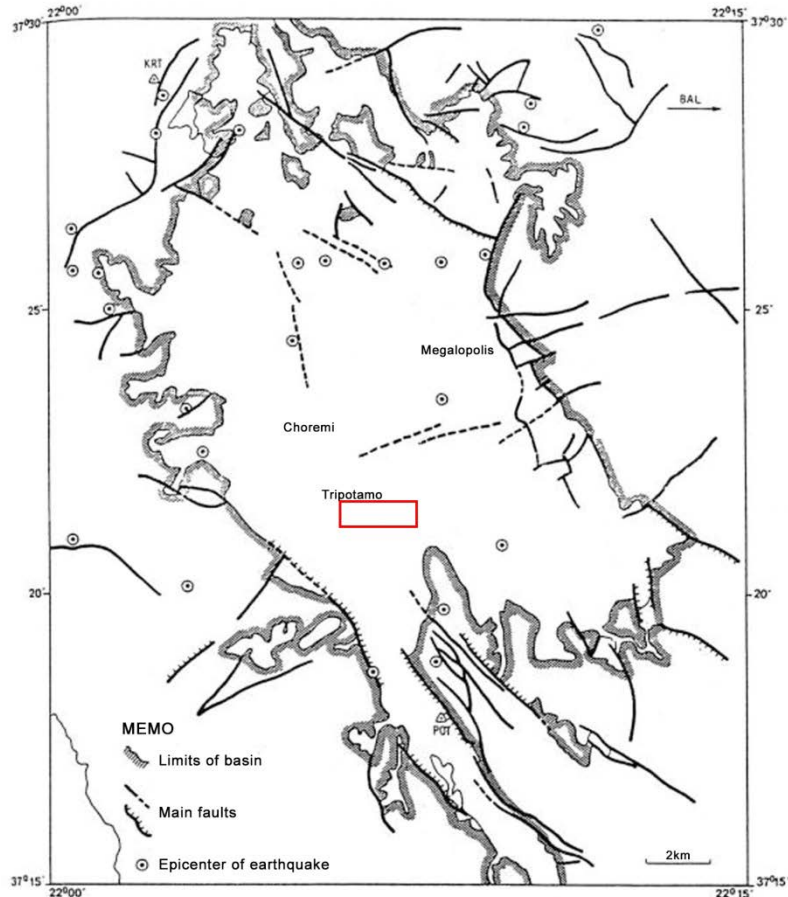 22°00'
22°15'
37°30'
37°30'
KRT
BAL
25'
25'
Megalopolis
Choremi
Tripotamo
20'
20'
POT
MEMO
Limits of basin
Main faults
Epicenter of earthquake
2km
37°15'
37°15'
22°00'
22°15'